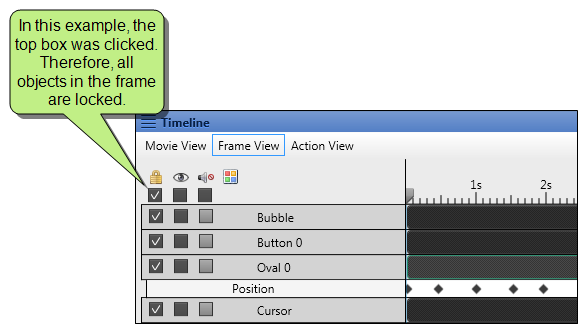 In this example, the
top box was clicked.
Therefore, all
objects in the frame
are locked.
Timeline
Movie View Frame View Action View
1s 2s
Bubble
Button 0
Oval 0
Position
Cursor